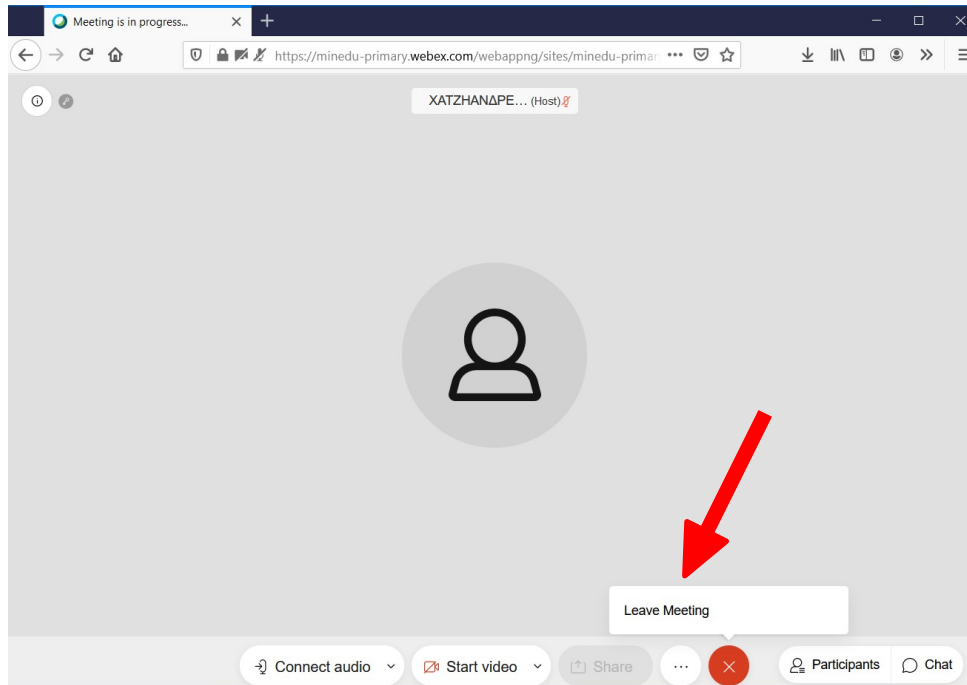 Meeting is in progress...
https://minedu-primary.webex.com/webappng/sites/minedu-primar
ΧΑΤΖΗΑΝΔΡΕ... (Host)
Leave Meeting
Connect audio
Start video
Share
Participants
Chat